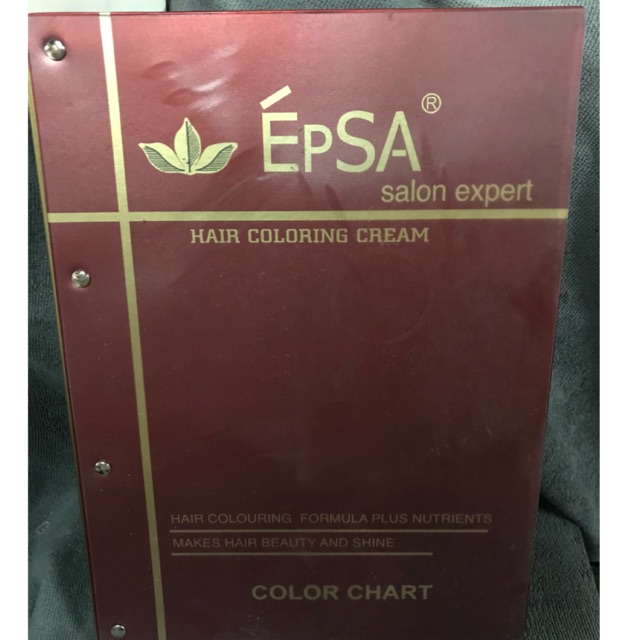 ÉPSA®
salon expert
HAIR COLORING CREAM
HAIR COLOURING FORMULA PLUS NUTRIENTS
MAKES HAIR BEAUTY AND SHINE
COLOR CHART